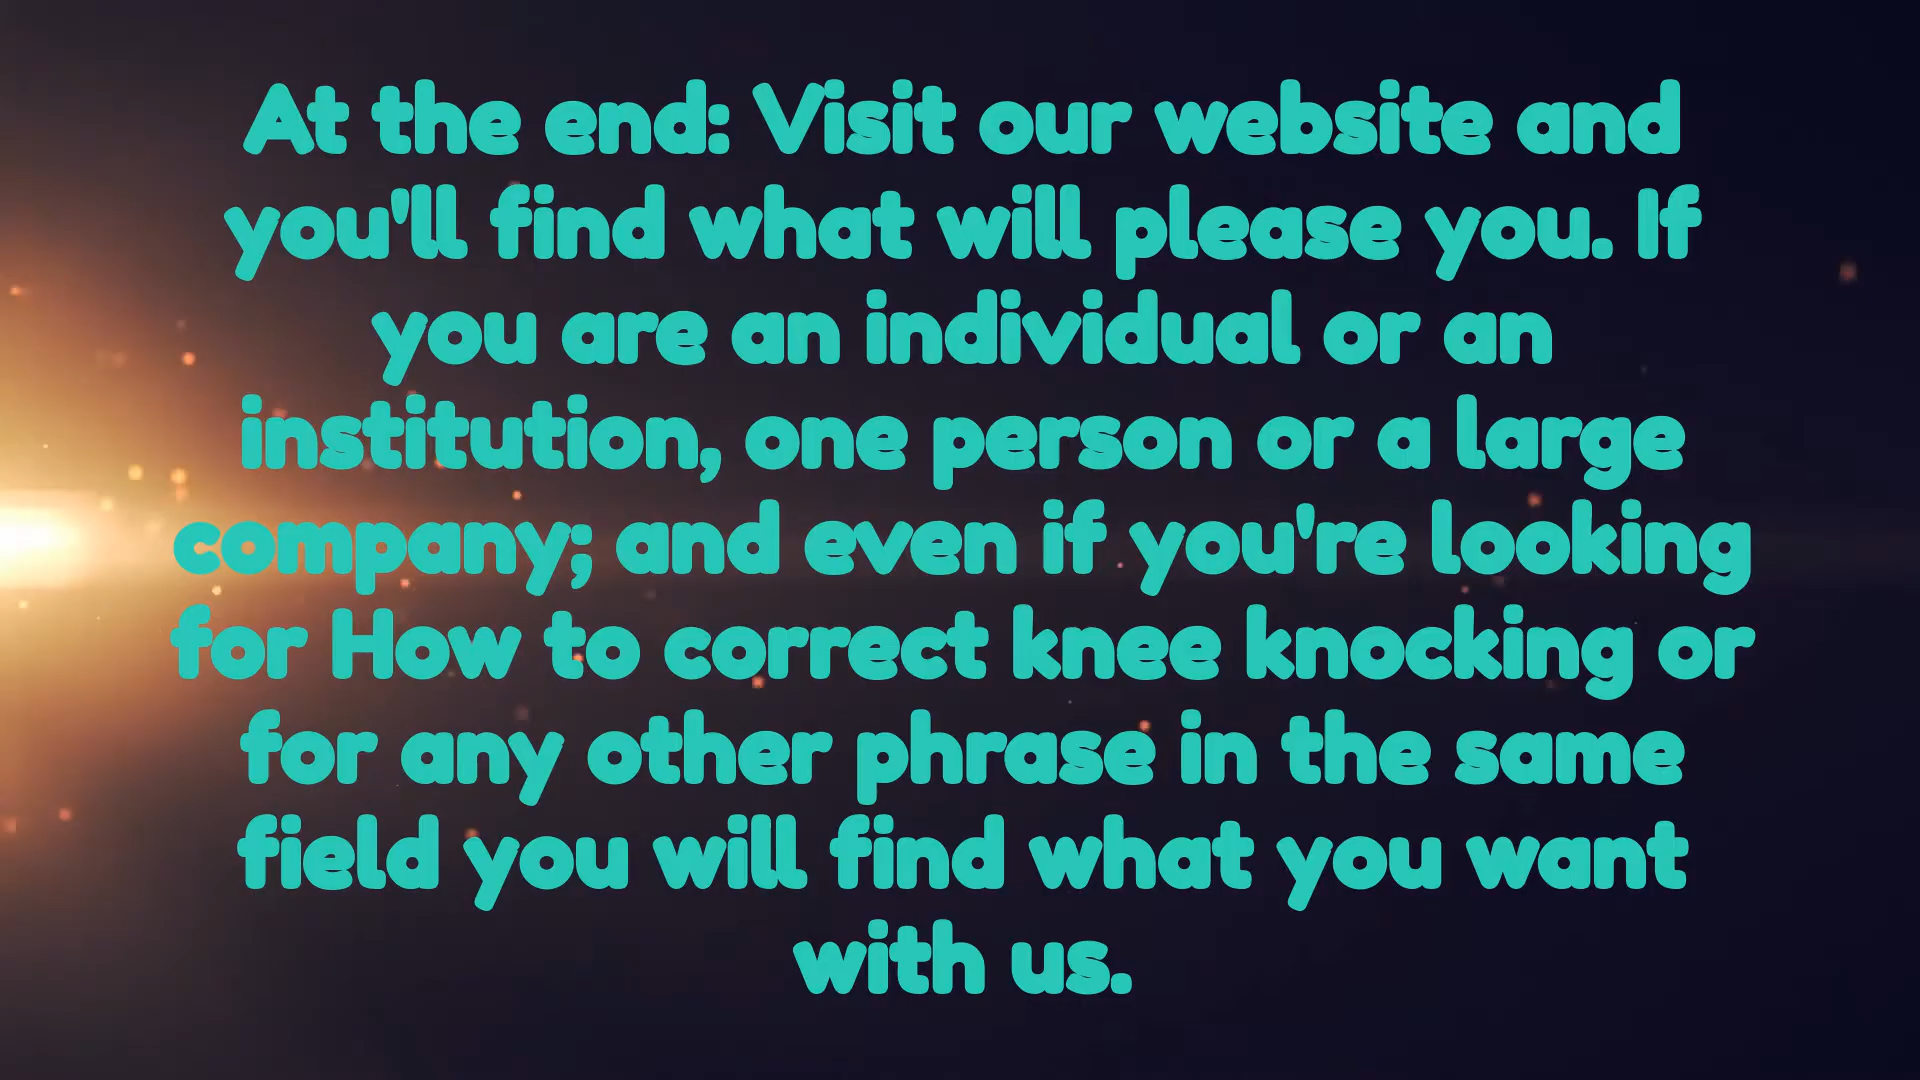 At the end: Visit our website and
you'll find what will please you. If
you are an individual or an
institution, one person or a large
company; and even if you're looking
for How to correct knee knocking or
for any other phrase in the same
field you will find what you want
with us.